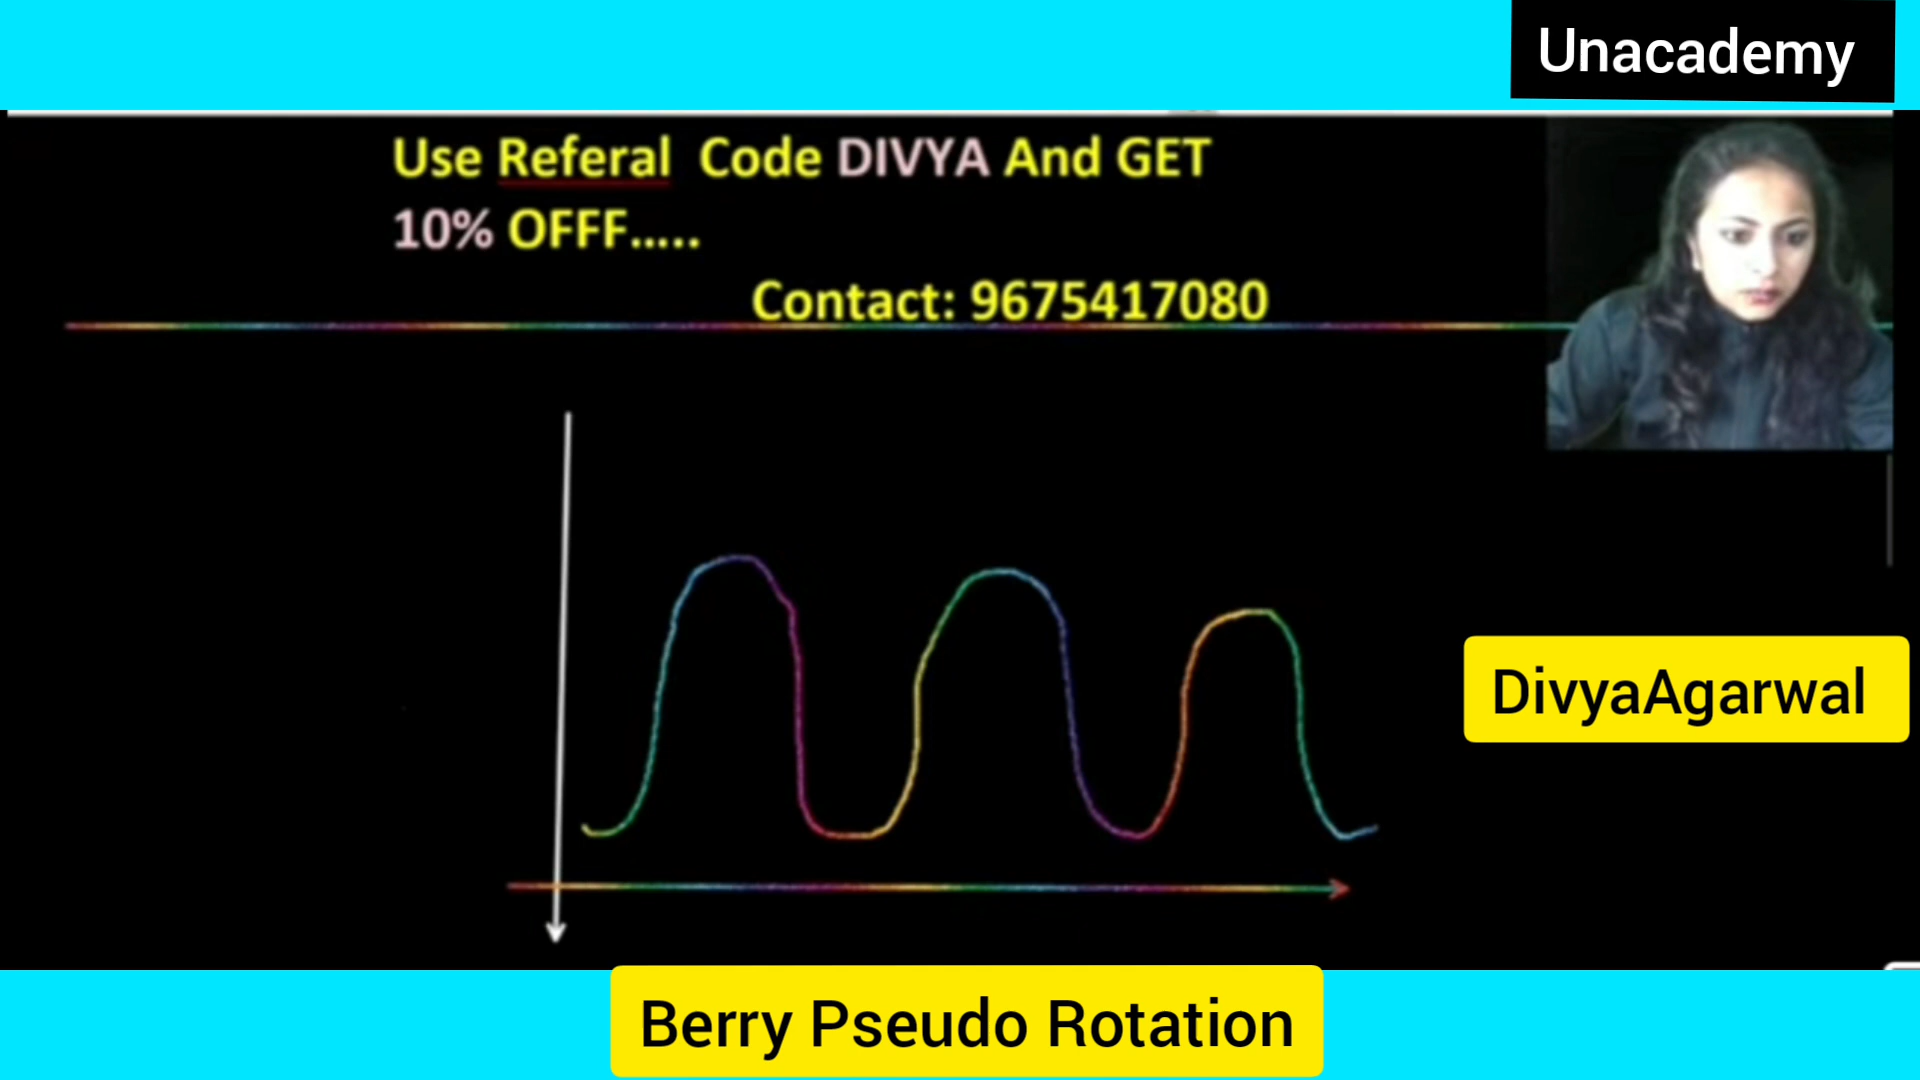 Unacademy
Use Referal Code DIVYA And GET
10% OFFF.....
Contact: 9675417080
DivyaAgarwal
Berry Pseudo Rotation